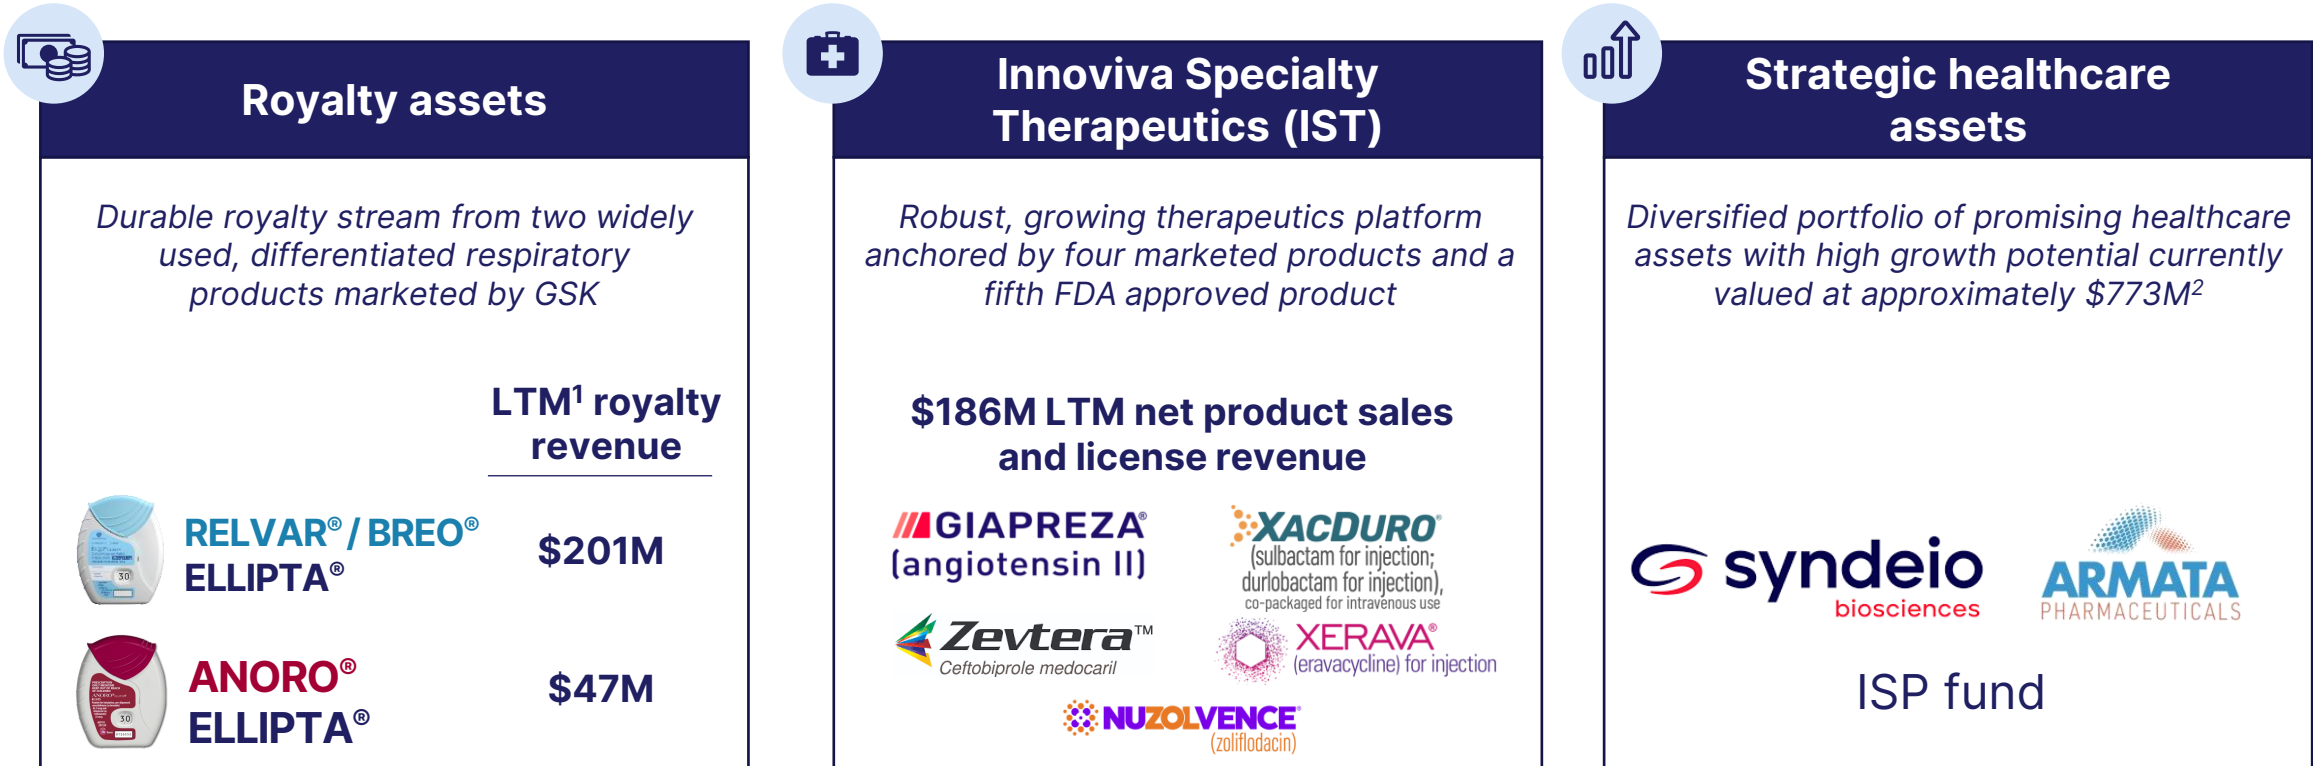 Royalty assets
Durable royalty stream from two widely
used, differentiated respiratory
products marketed by GSK
LTM¹ royalty
revenue
RELVAR® / BREO®
ELLIPTA®
$201M
30
ANORO®
ELLIPTA®
$47M
30
Innoviva Specialty
Therapeutics (IST)
Robust, growing therapeutics platform
anchored by four marketed products and a
fifth FDA approved product
$186M LTM net product sales
and license revenue
GIAPREZA®
(angiotensin II)
XACDURO®
(sulbactam for injection;
durlobactam for injection),
co-packaged for intravenous use
Zevtera™
Ceftobiprole medocaril
XERAVA®
(eravacycline) for injection
NUZOLVENCE
(zoliflodacin)
Strategic healthcare
assets
Diversified portfolio of promising healthcare
assets with high growth potential currently
valued at approximately $773M²
syndeio
biosciences
ARMATA
PHARMACEUTICALS
ISP fund